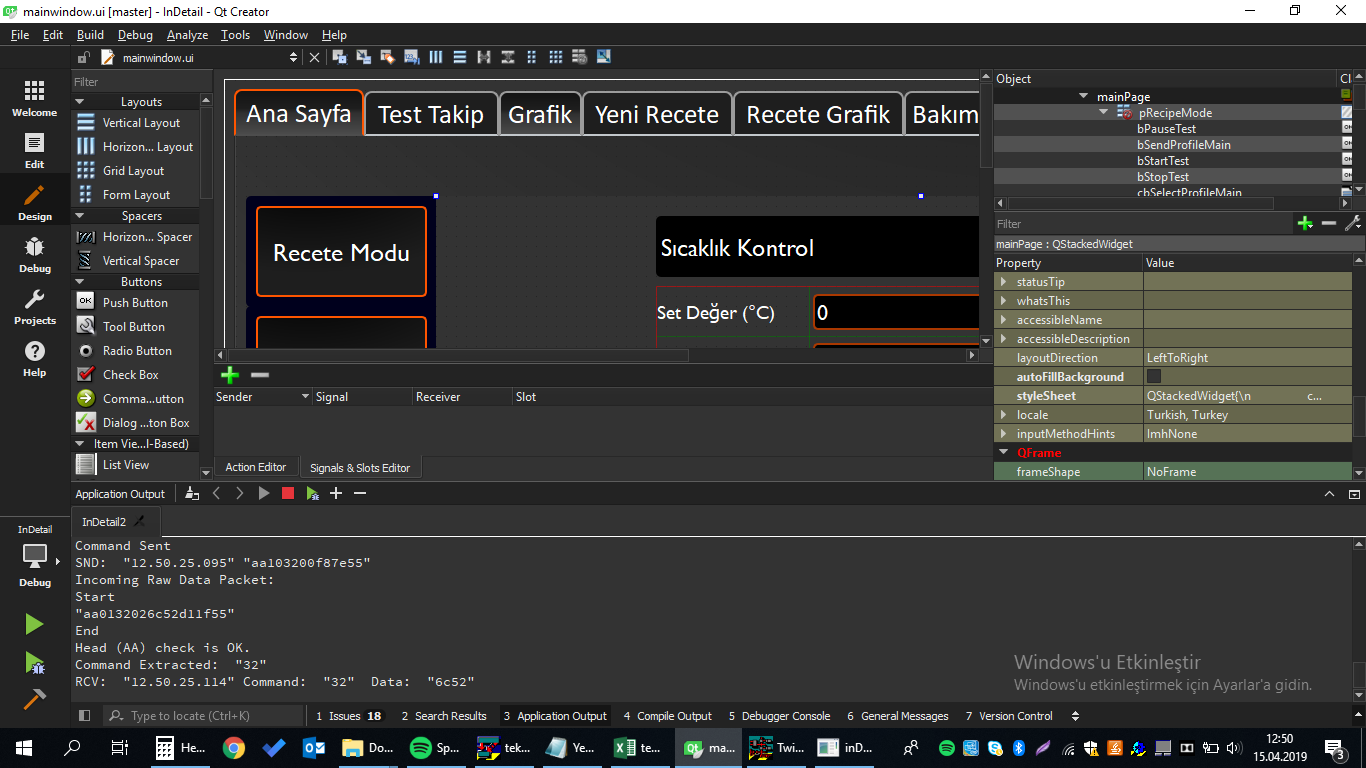 mainwindow.ui [master] - InDetail - Qt Creator
File Edit Build Debug Analyze Tools Window Help
mainwindow.ui
Filter
Layouts
Vertical Layout
Horizon... Layout
Grid Layout
Form Layout
Spacers
Horizon... Spacer
Vertical Spacer
Buttons
Push Button
Tool Button
Radio Button
Check Box
Comma...utton
Dialog ...ton Box
Item Vie...l-Based)
List View
Welcome
Edit
Design
Debug
Projects
Help
Ana Sayfa Test Takip Grafik Yeni Recete Recete Grafik Bakım
Recete Modu
Sıcaklık Kontrol
Set Değer (°C) 0
Sender Signal Receiver Slot
Action Editor Signals & Slots Editor
Object Cl
mainPage
pRecipeMode
bPauseTest
bSendProfileMain
bStartTest
bStopTest
cbSelectProfileMain
Filter
mainPage : QStackedWidget
Property Value
statusTip
whatsThis
accessibleName
accessibleDescription
layoutDirection LeftToRight
autoFillBackground
styleSheet QStackedWidget{\n c...
locale Turkish, Turkey
inputMethodHints ImhNone
QFrame
frameShape NoFrame
Application Output
InDetail2
Command Sent
SND:  "12.50.25.095" "aa103200f87e55"
Incoming Raw Data Packet:
Start
"aa0132026c52d11f55"
End
Head (AA) check is OK.
Command Extracted:  "32"
RCV:  "12.50.25.114" Command:  "32"  Data:  "6c52"
InDetail
Debug
Windows'u Etkinleştir
Windows'u etkinleştirmek için Ayarlar'a gidin.
Type to locate (Ctrl+K) 1 Issues 18 2 Search Results 3 Application Output 4 Compile Output 5 Debugger Console 6 General Messages 7 Version Control
He... Do... Sp... tek... Ye... te... ma... Twi... inD...
12:50
15.04.2019
3